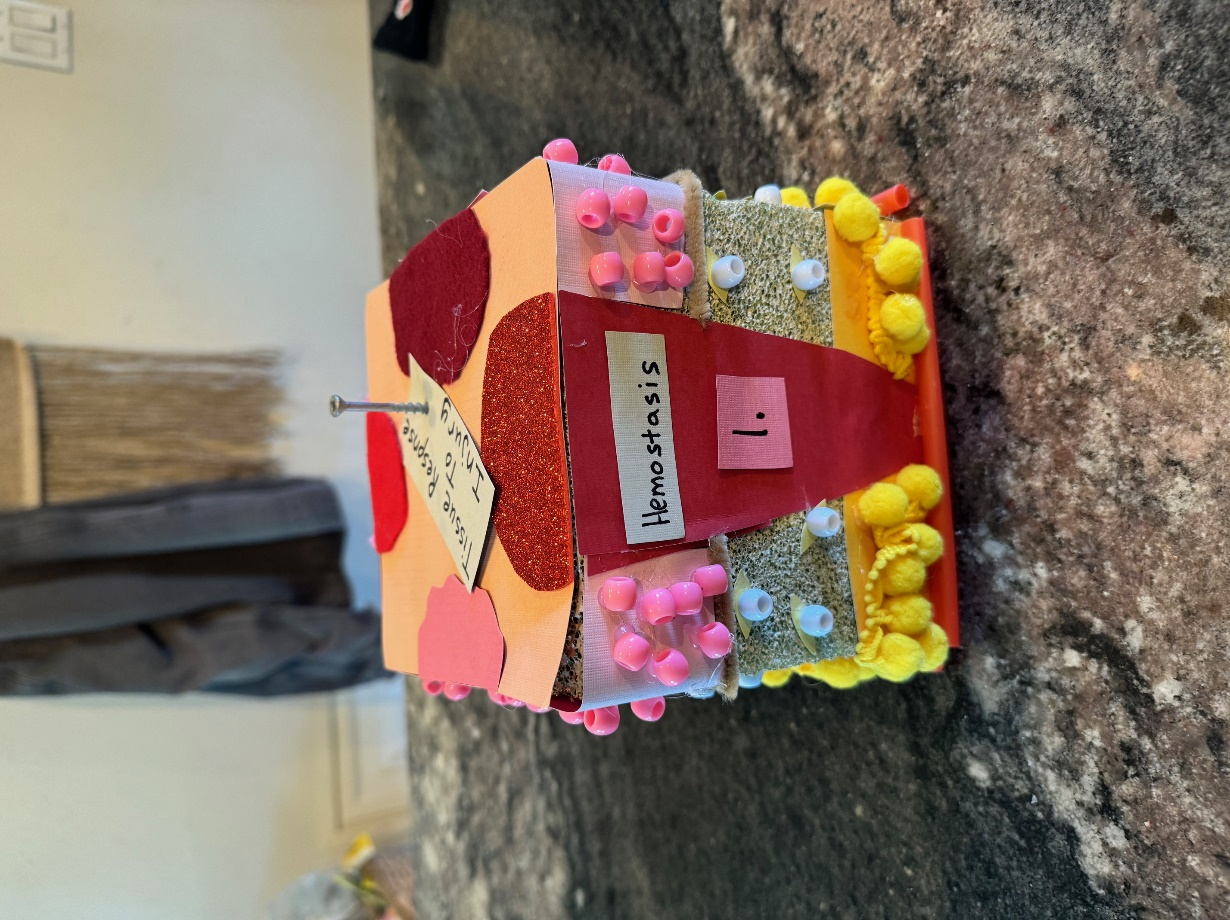 Tissue Response
To
Injury
Hemostasis
1.